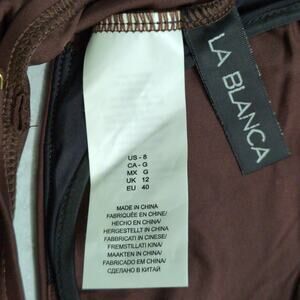 LA BLANCA
US - 8
CA - G
MX G
UK 12
EU 40
MADE IN CHINA
FABRIQUÉE EN CHINE/
HECHO EN CHINA/
HERGESTELLT IN CHINA/
FABBRICATI IN CINESE/
FREMSTILLATI KINA/
MAAKTEN IN CHINA/
FABRICADO EM CHINA/
СДЕЛАНО В КИТАЙ